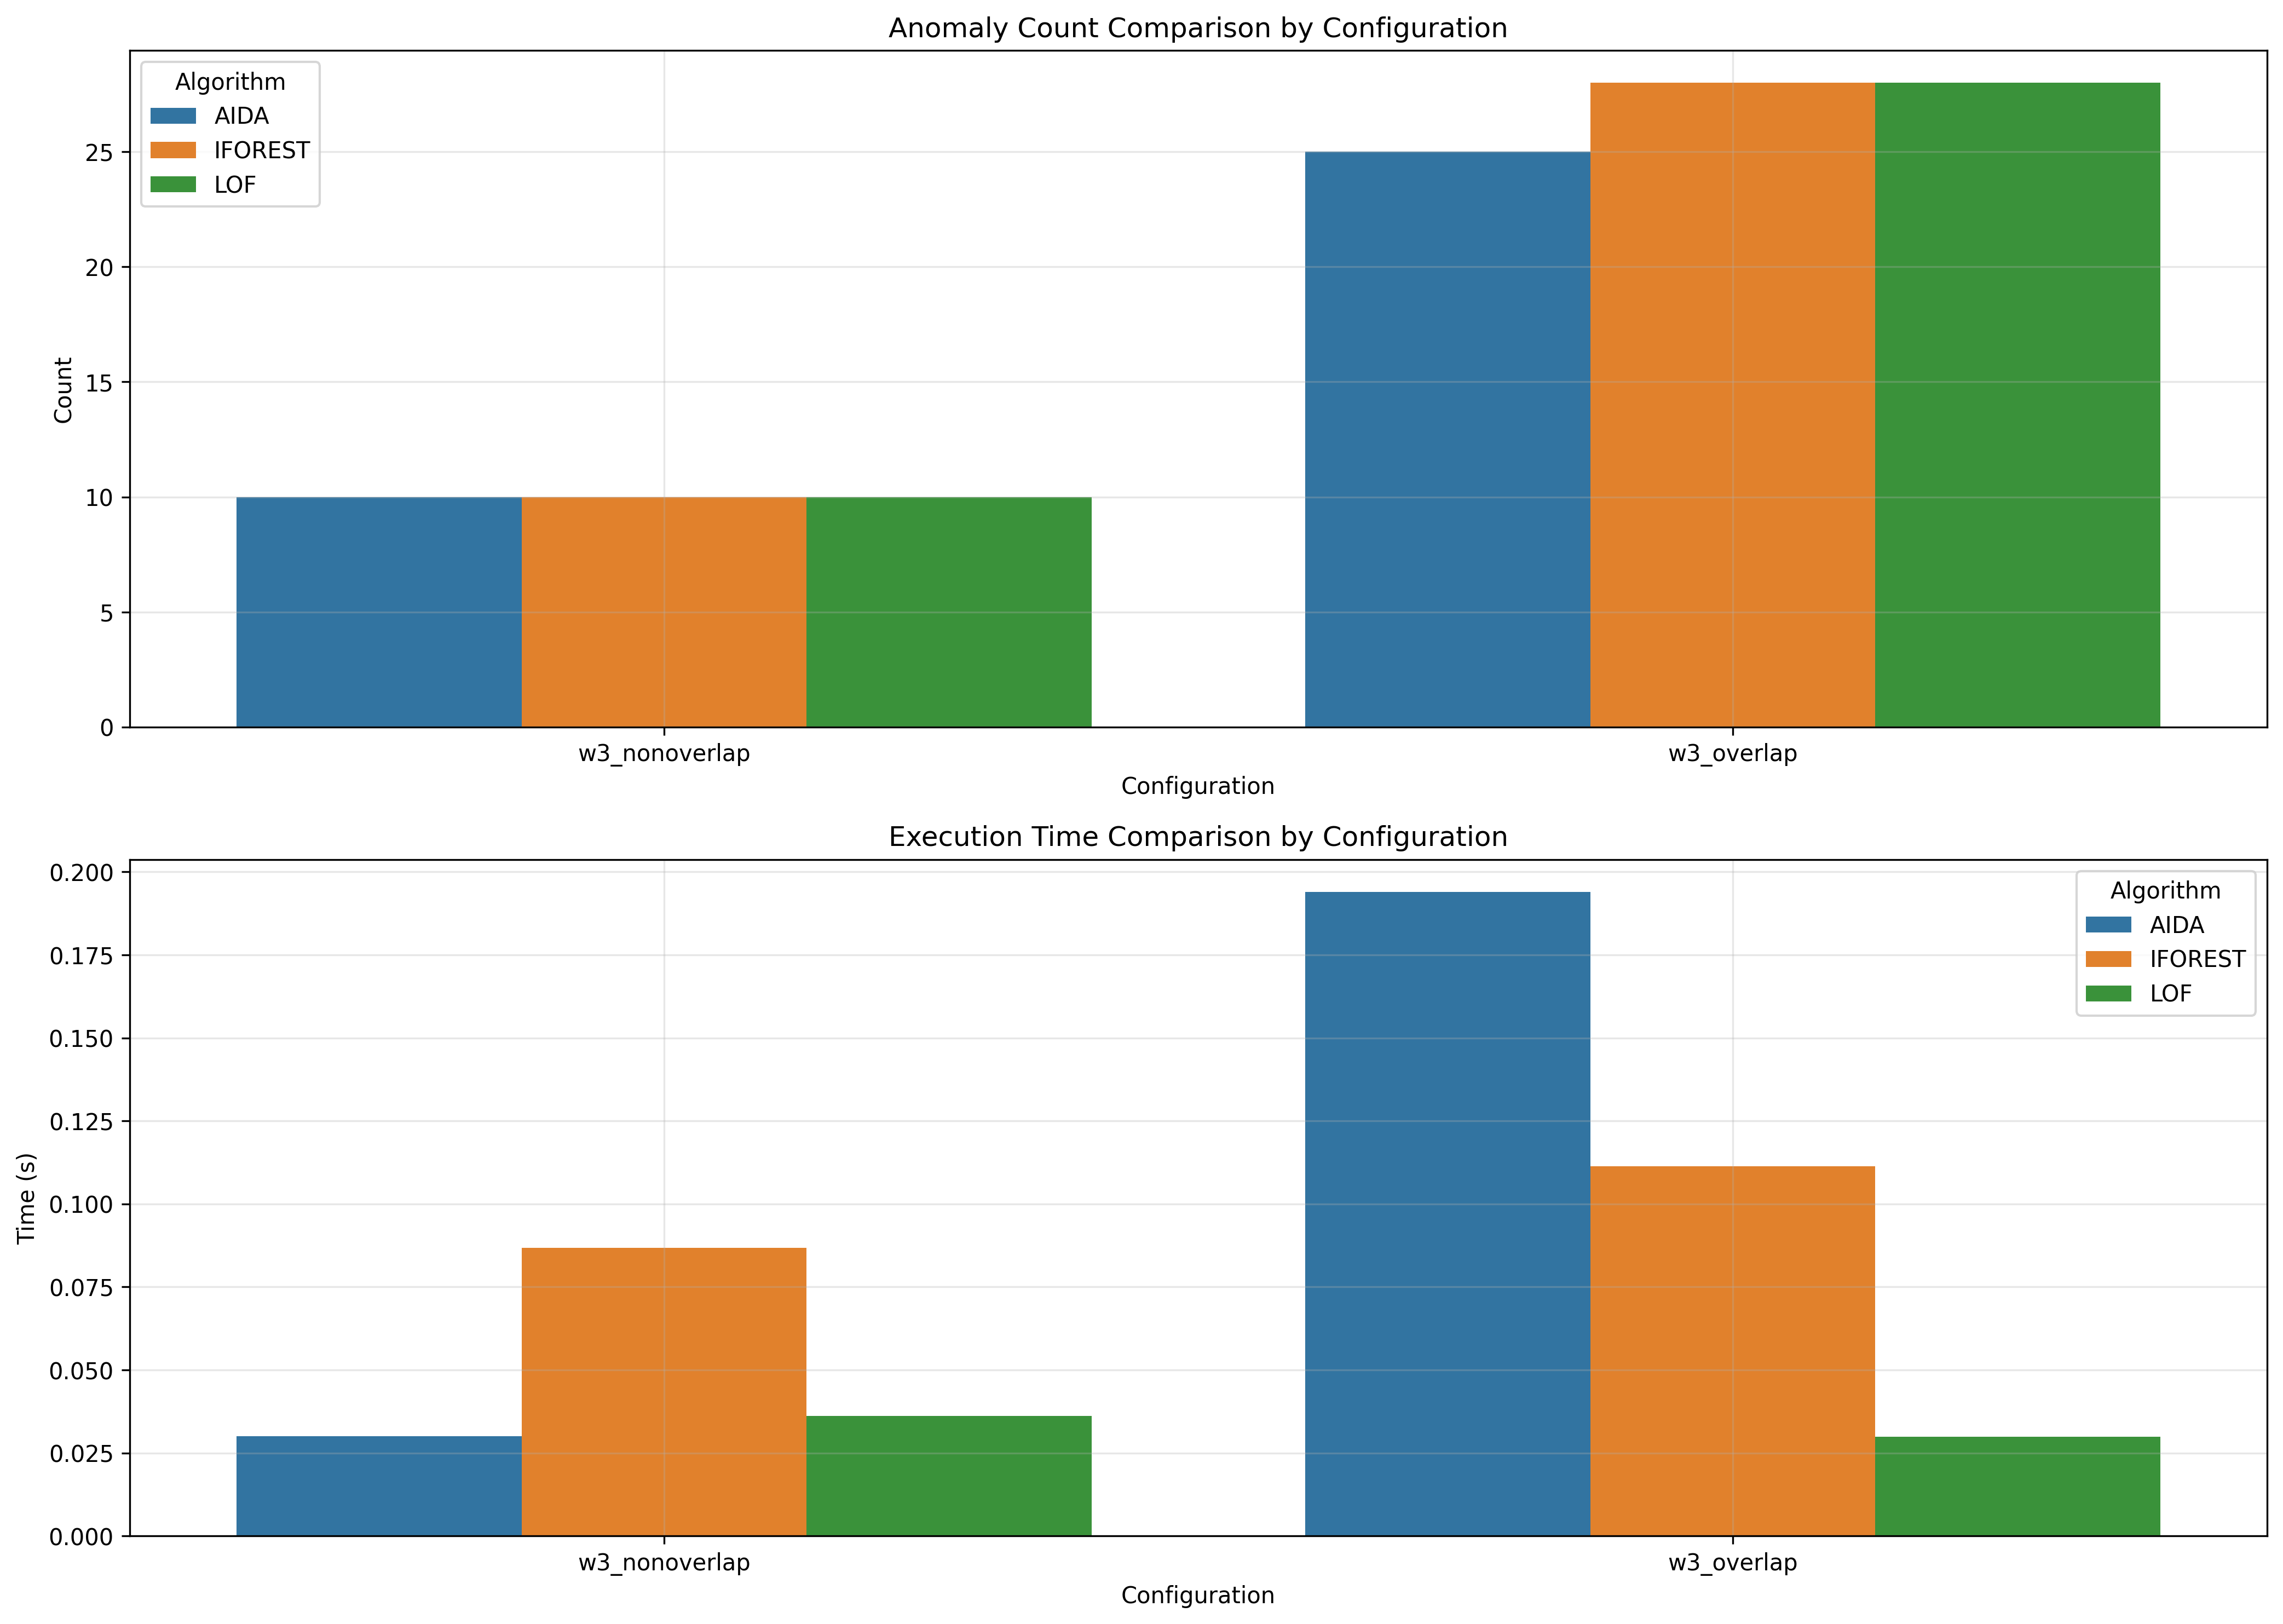 Anomaly Count Comparison by Configuration
Algorithm
AIDA
IFOREST
LOF
Count
25
20
15
10
5
0
w3_nonoverlap
w3_overlap
Configuration
Execution Time Comparison by Configuration
Algorithm
AIDA
IFOREST
LOF
Time (s)
0.200
0.175
0.150
0.125
0.100
0.075
0.050
0.025
0.000
w3_nonoverlap
w3_overlap
Configuration